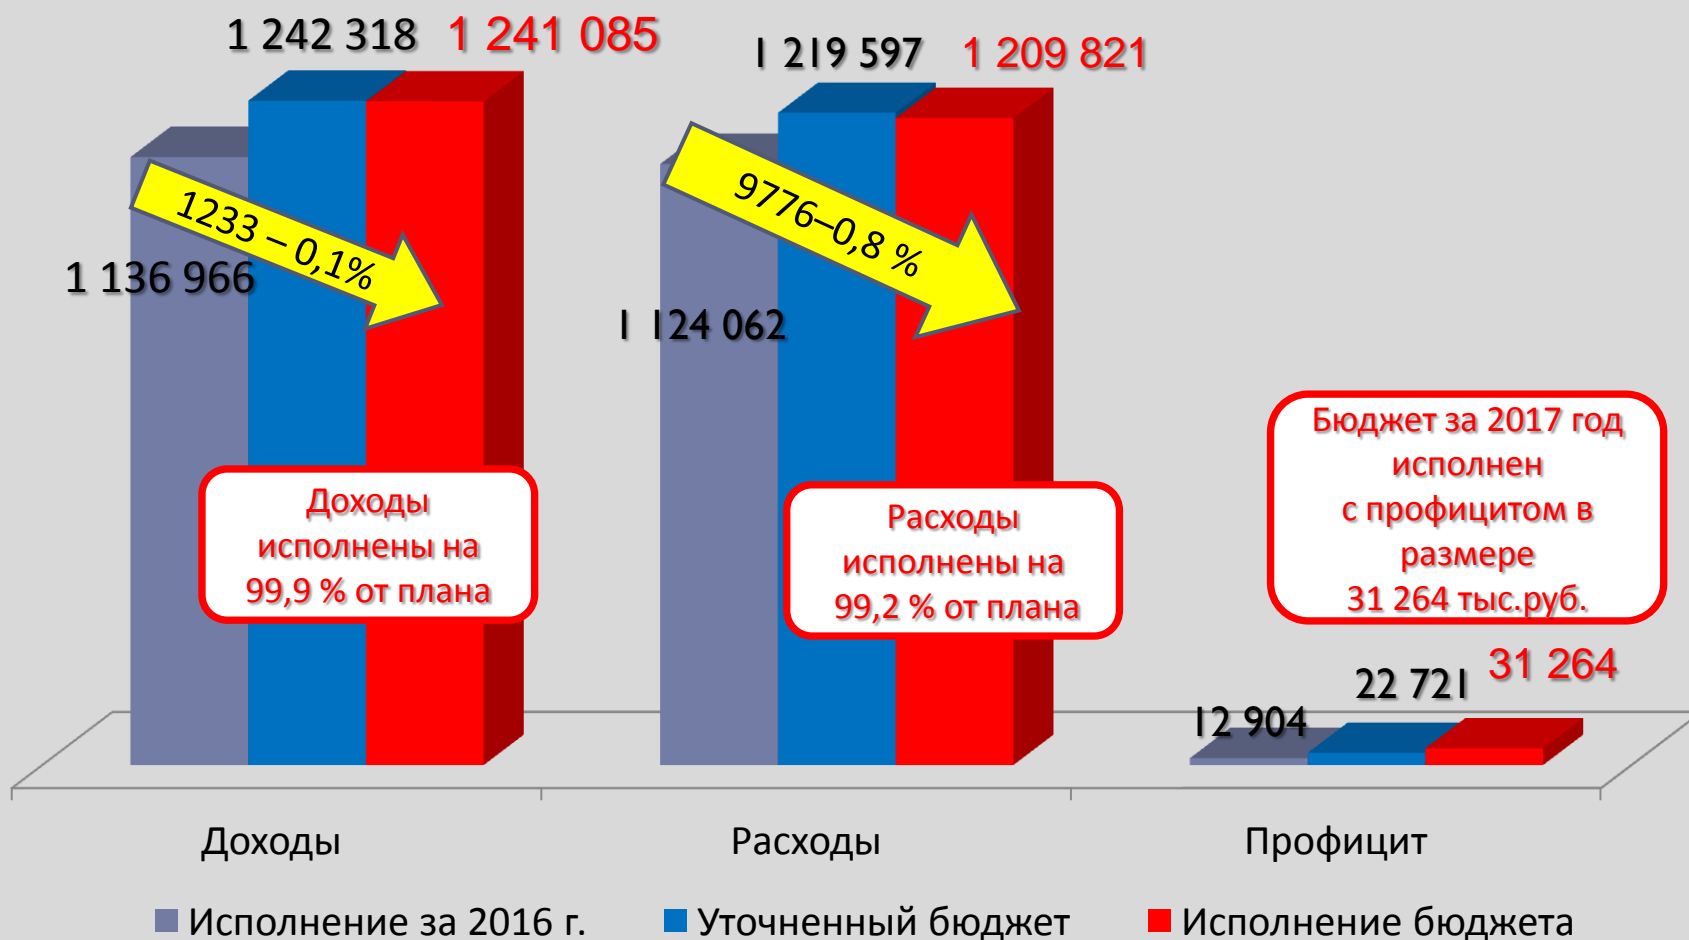 1 242 318 1 241 085
1 219 597 1 209 821
1233 – 0,1%
9776–0,8 %
1 136 966
1 124 062
Доходы
исполнены на
99,9 % от плана
Расходы
исполнены на
99,2 % от плана
Бюджет за 2017 год
исполнен
с профицитом в
размере
31 264 тыс.руб.
12 904
22 721
31 264
Доходы
Расходы
Профицит
Исполнение за 2016 г.
Уточненный бюджет
Исполнение бюджета